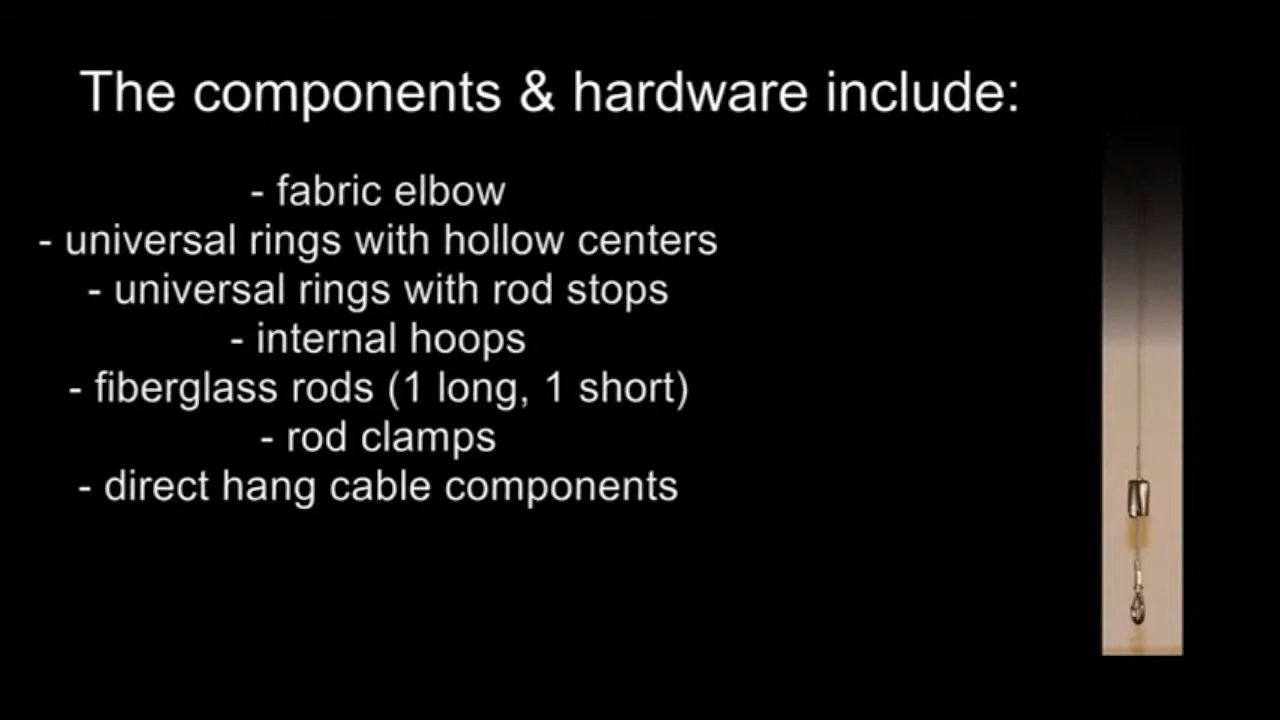 The components & hardware include:
- fabric elbow
- universal rings with hollow centers
- universal rings with rod stops
- internal hoops
- fiberglass rods (1 long, 1 short)
- rod clamps
- direct hang cable components